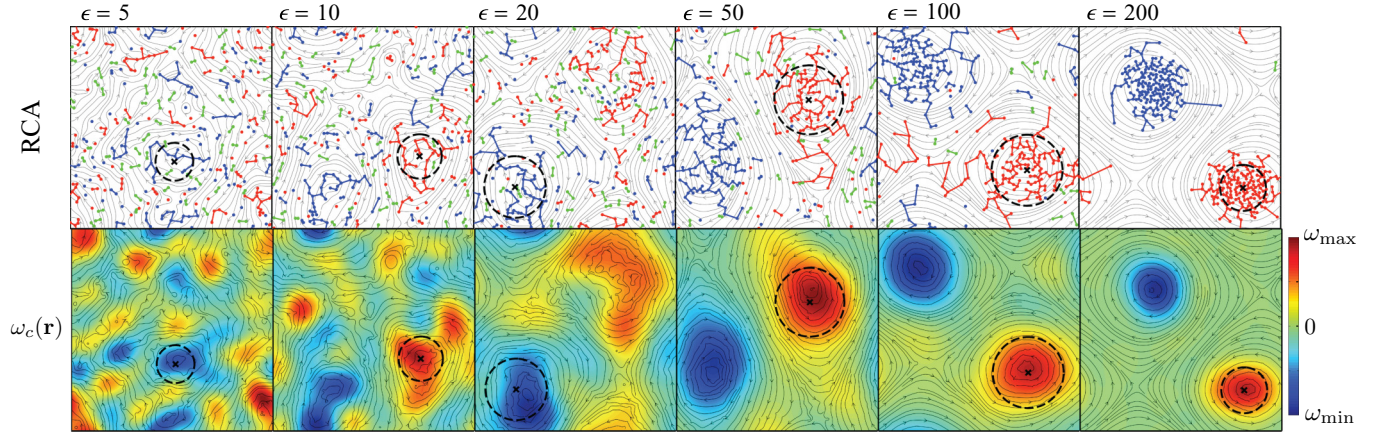 ϵ = 5 ϵ = 10 ϵ = 20 ϵ = 50 ϵ = 100 ϵ = 200
RCA
ω_c(r)
ω_max
0
ω_min